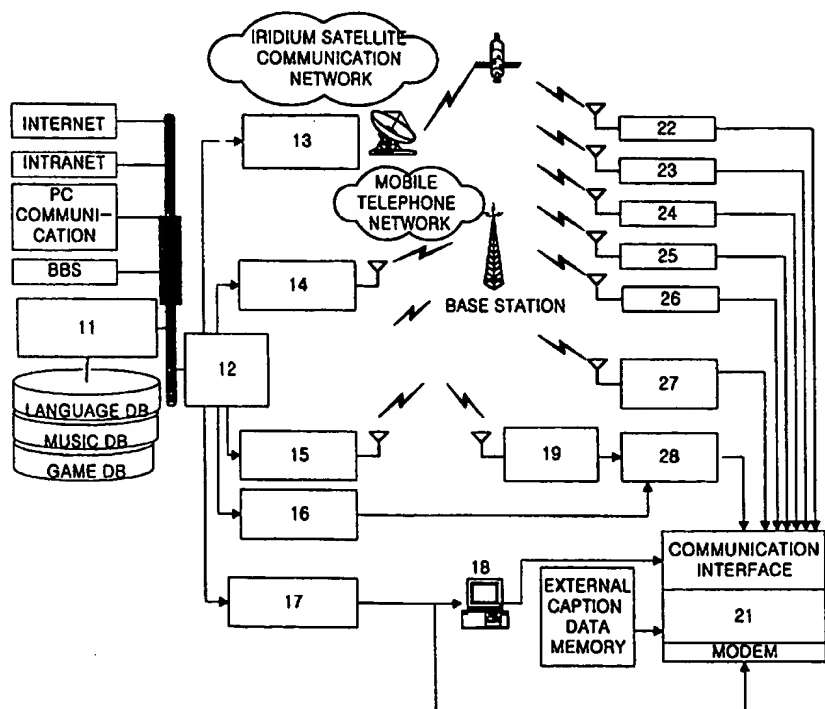 IRIDIUM SATELLITE
COMMUNICATION
NETWORK
INTERNET
INTRANET
PC
COMMUNI-
CATION
BBS
11
LANGUAGE DB
MUSIC DB
GAME DB
12
13
MOBILE
TELEPHONE
NETWORK
14
BASE STATION
15
16
17
18
19
22
23
24
25
26
27
28
EXTERNAL
CAPTION
DATA
MEMORY
COMMUNICATION
INTERFACE
21
MODEM